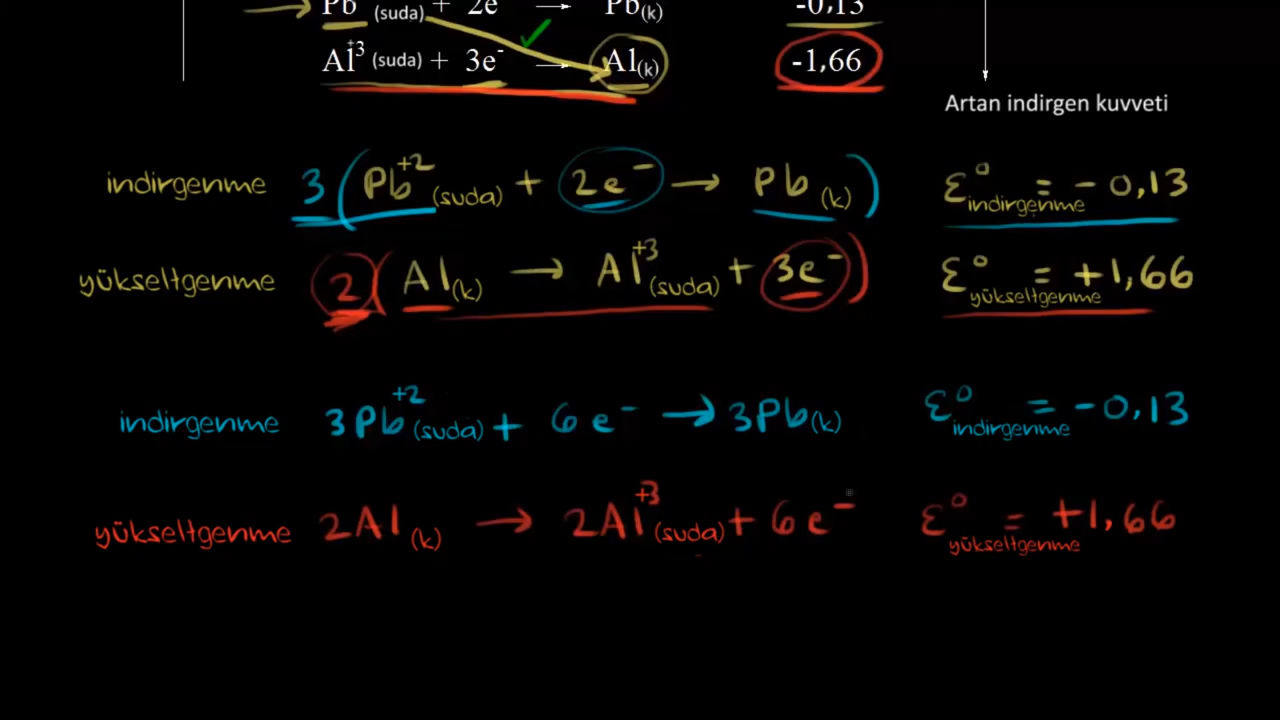 Pb (suda) + 2e⁻ → Pb(k) -0,13
Al⁺³ (suda) + 3e⁻ → Al(k) -1,66
Artan indirgen kuvveti
indirgenme 3(Pb⁺² (suda) + 2e⁻ → Pb (k)) ε° indirgenme = -0,13
yükseltgenme 2(Al(k) → Al⁺³ (suda) + 3e⁻) ε° yükseltgenme = +1,66
indirgenme 3Pb⁺² (suda) + 6e⁻ → 3Pb(k) ε° indirgenme = -0,13
yükseltgenme 2Al (k) → 2Al⁺³ (suda) + 6e⁻ ε° yükseltgenme = +1,66